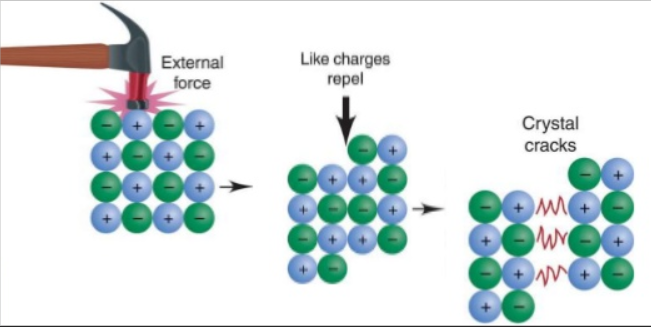 External
force
Like charges
repel
Crystal
cracks
− + − +
+ − + −
− + − +
+ − + −
− +
− + + −
+ − − +
− + + −
+ −
− +
− + + −
+ − − +
− + + −
+ −